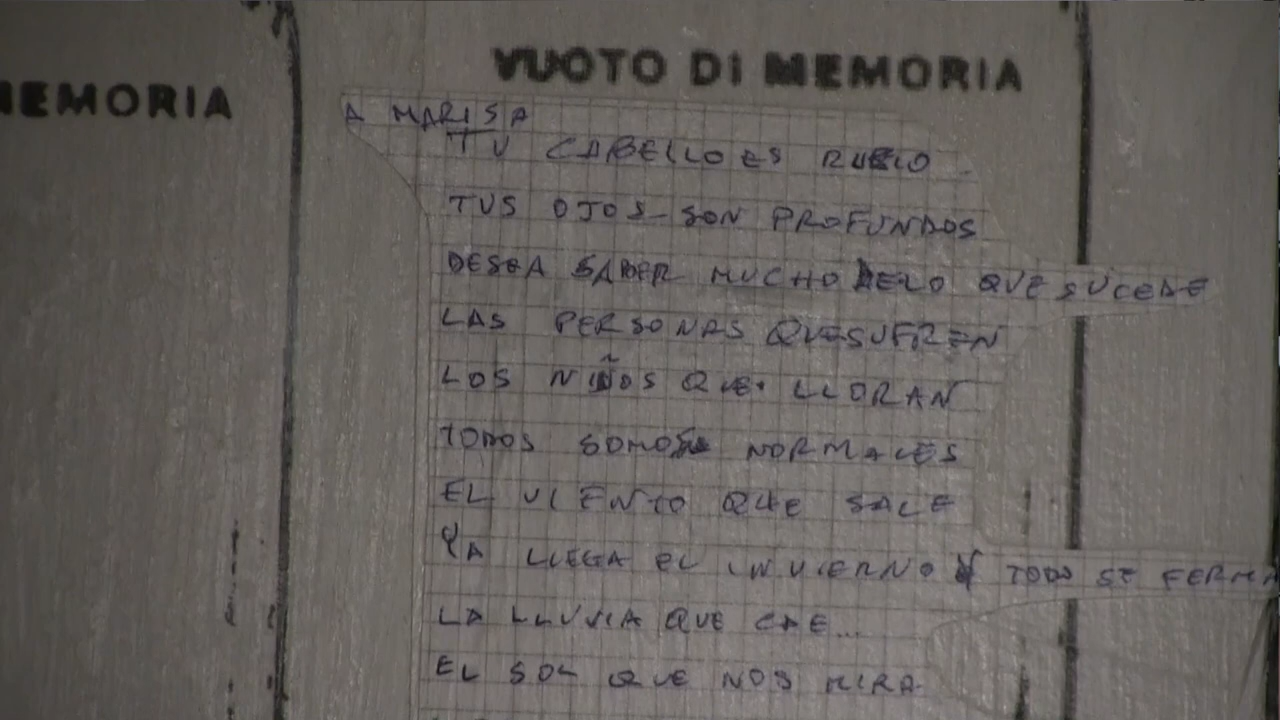 MEMORIA
VUOTO DI MEMORIA
A MARISA
TU CABELLO ES RUBIO
TUS OJOS SON PROFUNDOS
DESEA SABER MUCHO DE LO QUE SUCEDE
LAS PERSONAS QUE SUFREN
LOS NIÑOS QUE LLORAN
TODOS SOMOS NORMALES
EL VIENTO QUE SALE
YA LLEGA EL INVIERNO Y TODO SE FERMA
LA LLUVIA QUE CAE...
EL SOL QUE NOS MIRA